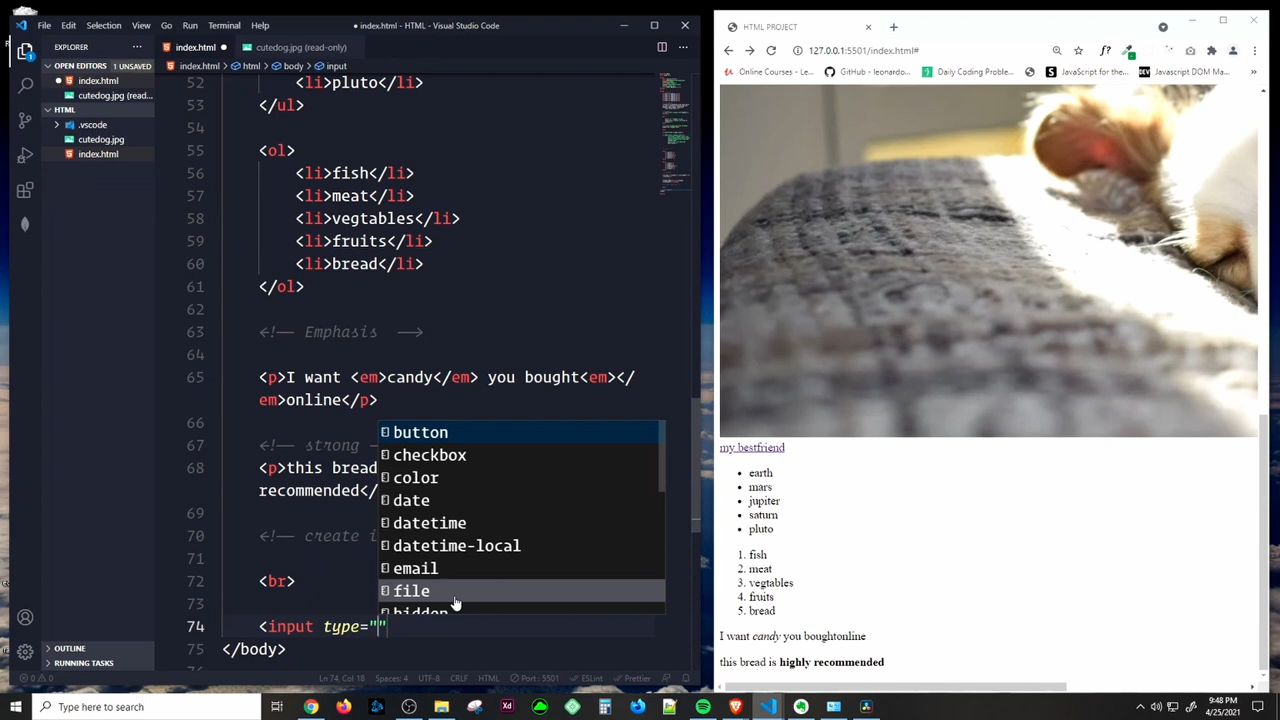 File Edit Selection View Go Run Terminal Help
index.html - HTML - Visual Studio Code
EXPLORER
index.html
cutedog.jpg (read-only)
OPEN EDITORS 1 UNSAVED
index.html > html > body > input
index.html
cutedog.jpg (read...
HTML
.vscode
cutedog.jpg
index.html
52 <li>pluto</li>
53 </ul>
54
55 <ol>
56 <li>fish</li>
57 <li>meat</li>
58 <li>vegtables</li>
59 <li>fruits</li>
60 <li>bread</li>
61 </ol>
62
63 <!-- Emphasis -->
64
65 <p>I want <em>candy</em> you bought<em></
em>online</p>
66
67 <!-- strong
68 <p>this bread
recommended</
69
70 <!-- create i
71
72 <br>
73
74 <input type=""
75 </body>
button
checkbox
color
date
datetime
datetime-local
email
file
hidden
OUTLINE
RUNNING TASKS
0 0
Ln 74, Col 18 Spaces: 4 UTF-8 CRLF HTML Port : 5501 ESLint Prettier
HTML PROJECT
127.0.0.1:5501/index.html#
Online Courses - Le... GitHub - leonardo... Daily Coding Proble... JavaScript for the... Javascript DOM Ma...
my bestfriend
earth
mars
jupiter
saturn
pluto
1. fish
2. meat
3. vegtables
4. fruits
5. bread
I want candy you boughtonline
this bread is highly recommended
Type here to search
9:48 PM
4/25/2021